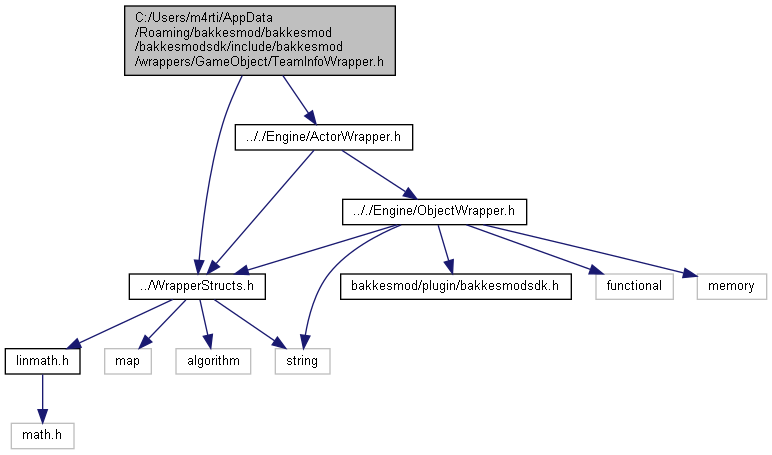 C:/Users/m4rti/AppData
/Roaming/bakkesmod/bakkesmod
/bakkesmodsdk/include/bakkesmod
/wrappers/GameObject/TeamInfoWrapper.h
.././Engine/ActorWrapper.h
.././Engine/ObjectWrapper.h
../WrapperStructs.h
bakkesmod/plugin/bakkesmodsdk.h
functional
memory
linmath.h
map
algorithm
string
math.h